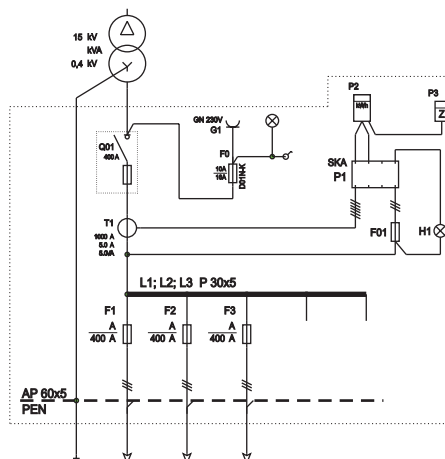 15 kV
kVA
0,4 kV
P2
P3
kWh
Z
GN 230V
G1
Q01
400 A
F0
10A
16A
D01N-K
SKA
P1
T1
1600 A
5.0 A
5.0VA
F01
H1
L1; L2; L3 P 30x5
F1
A
400 A
F2
A
400 A
F3
A
400 A
AP 60x5
PEN